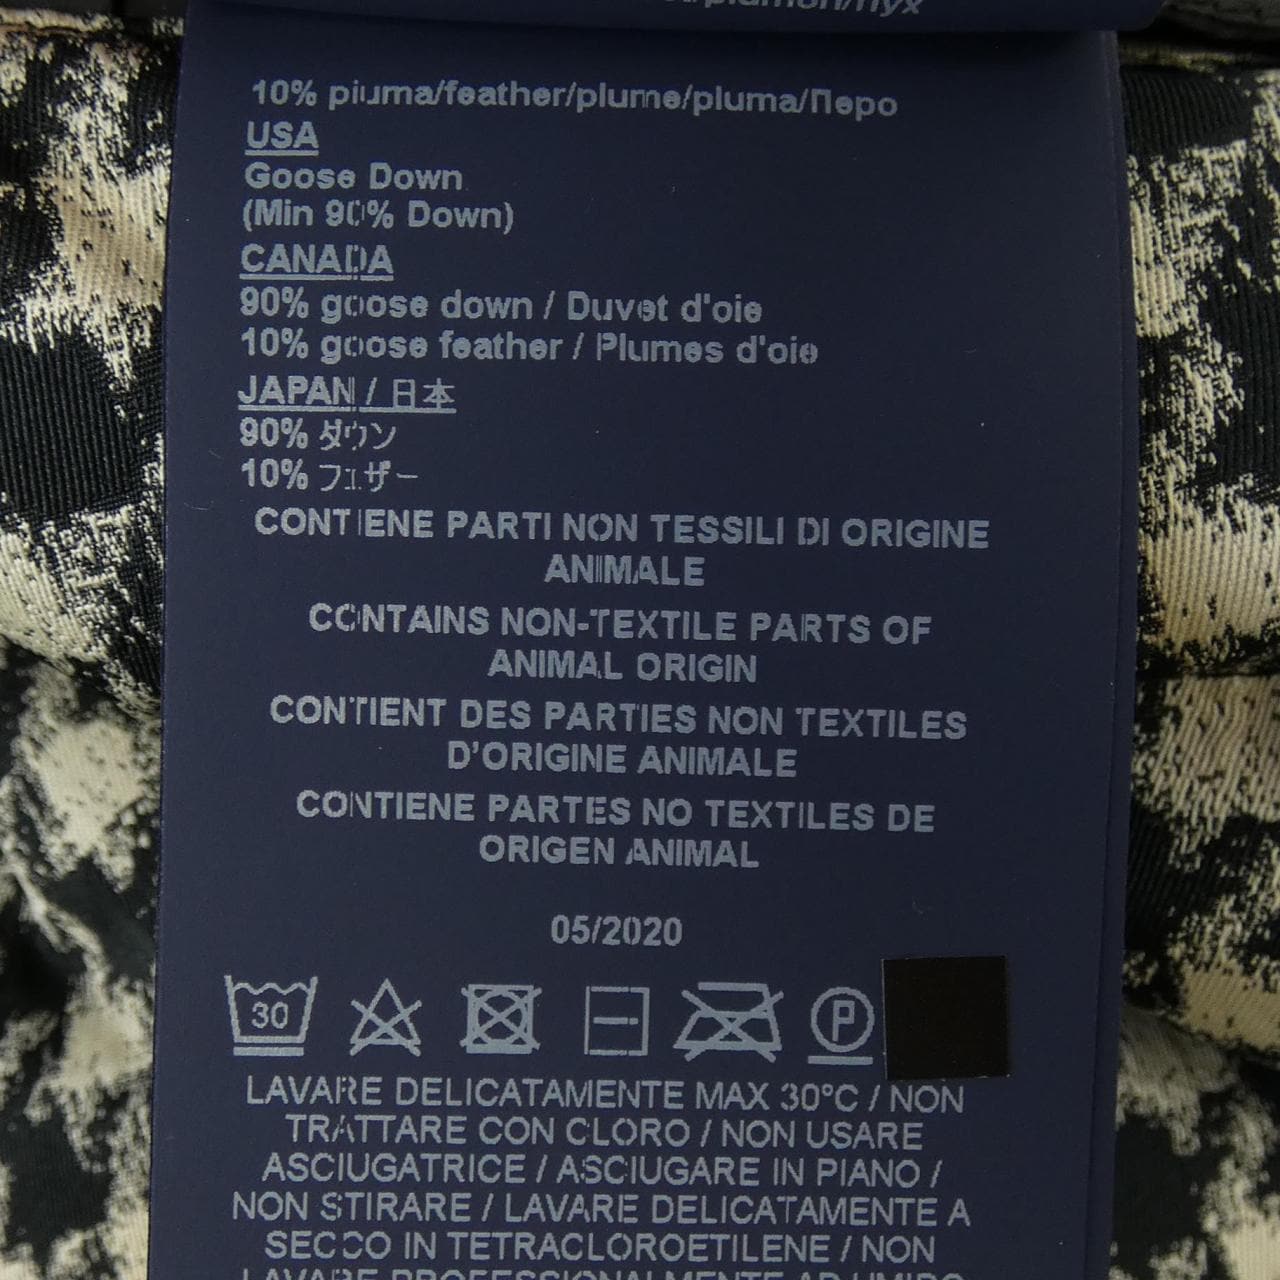 10% piuma/feather/plume/pluma/Перо
USA
Goose Down
(Min 90% Down)
CANADA
90% goose down / Duvet d'oie
10% goose feather / Plumes d'oie
JAPAN / 日本
90% ダウン
10% フェザー
CONTIENE PARTI NON TESSILI DI ORIGINE
ANIMALE
CONTAINS NON-TEXTILE PARTS OF
ANIMAL ORIGIN
CONTIENT DES PARTIES NON TEXTILES
D'ORIGINE ANIMALE
CONTIENE PARTES NO TEXTILES DE
ORIGEN ANIMAL
05/2020
30 P
LAVARE DELICATAMENTE MAX 30°C / NON
TRATTARE CON CLORO / NON USARE
ASCIUGATRICE / ASCIUGARE IN PIANO /
NON STIRARE / LAVARE DELICATAMENTE A
SECCO IN TETRACLOROETILENE / NON
LAVARE PROFESSIONALMENTE AD UMIDO